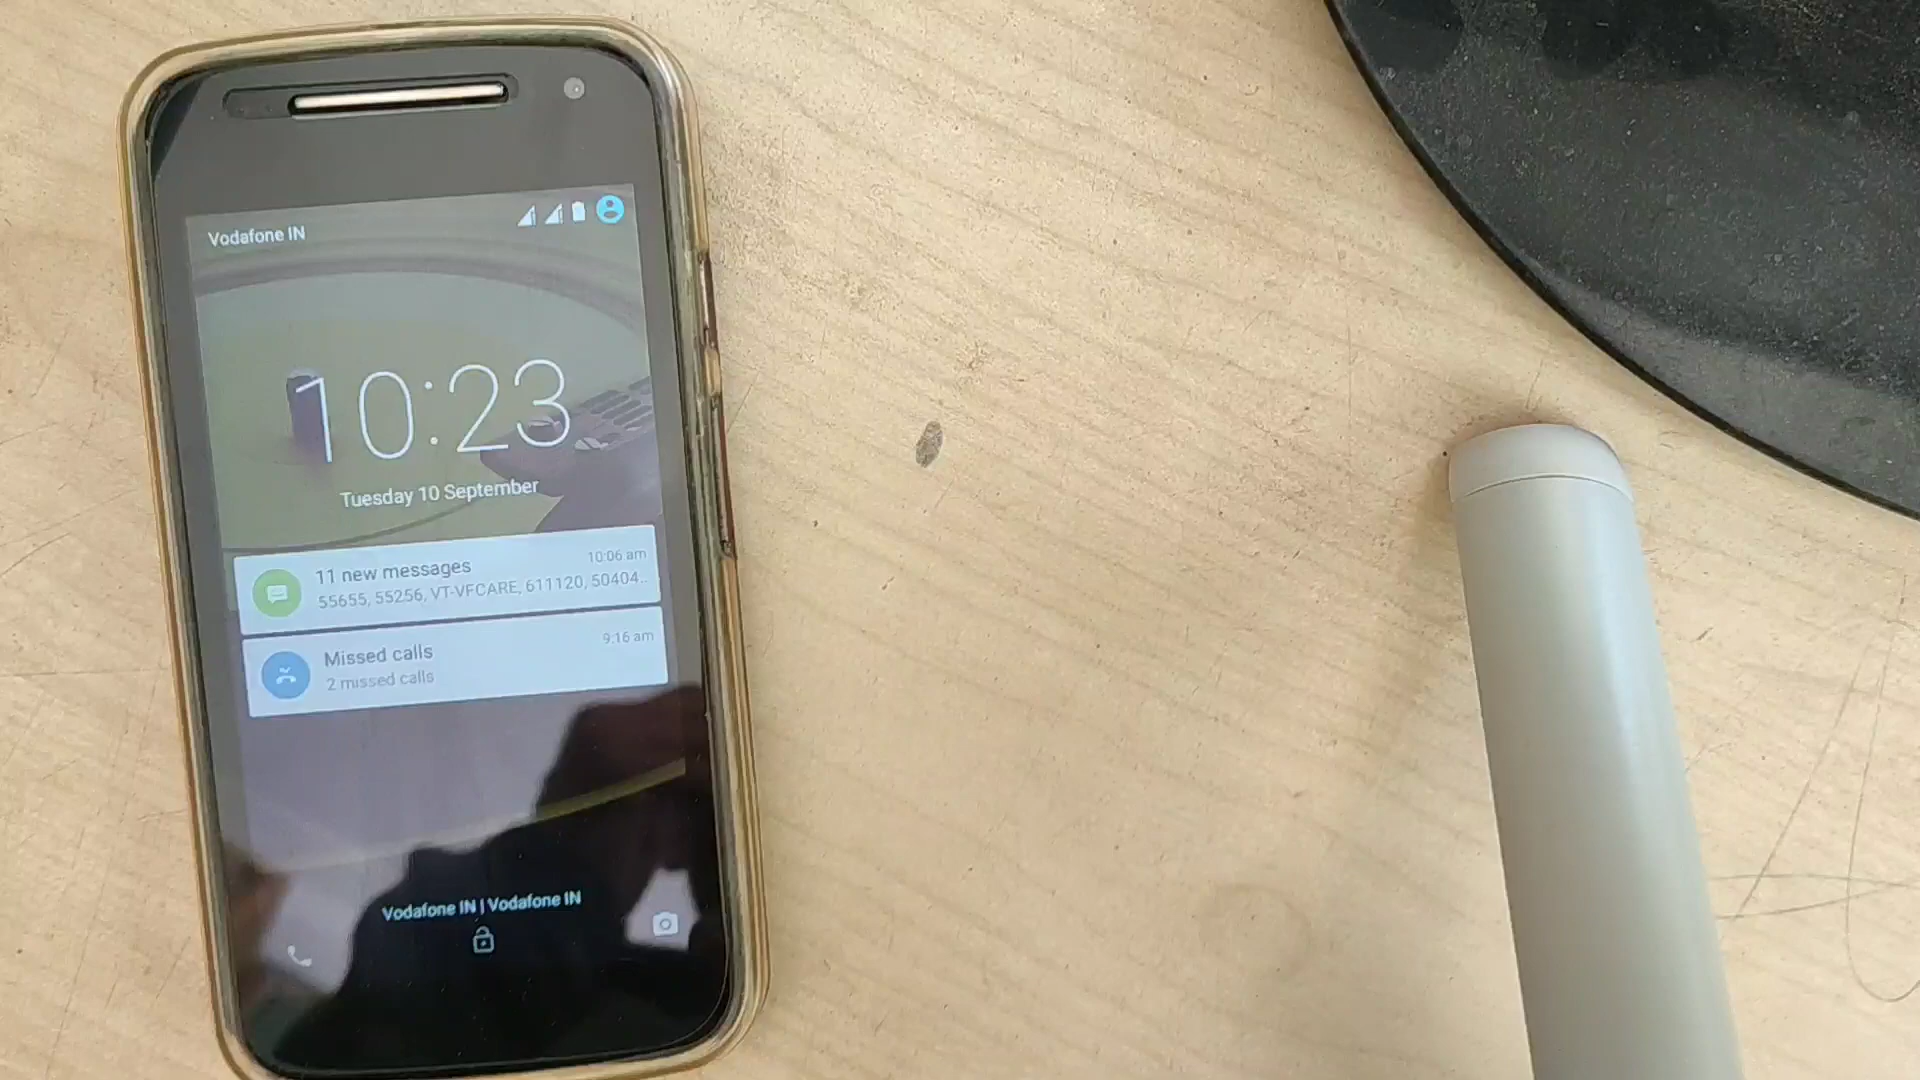 Vodafone IN
10:23
Tuesday 10 September
11 new messages 10:06 am
55655, 55256, VT-VFCARE, 611120, 50404..
Missed calls 9:16 am
2 missed calls
Vodafone IN | Vodafone IN